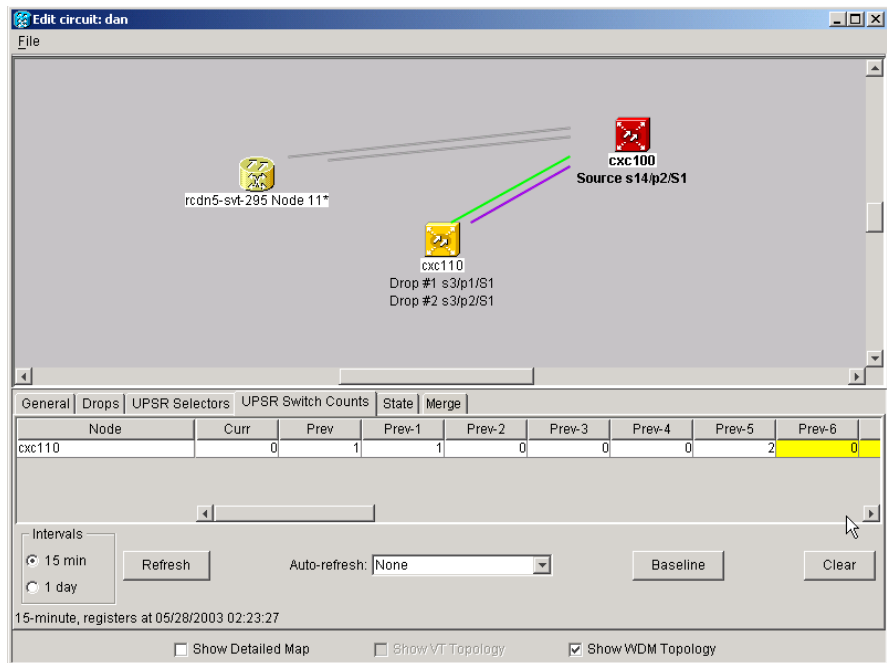 Edit circuit: dan
File
cxc100
Source s14/p2/S1
rcdn5-svt-295 Node 11*
cxc110
Drop #1 s3/p1/S1
Drop #2 s3/p2/S1
General Drops UPSR Selectors UPSR Switch Counts State Merge
Node Curr Prev Prev-1 Prev-2 Prev-3 Prev-4 Prev-5 Prev-6
cxc110 0 1 1 0 0 0 2 0
Intervals
15 min Refresh Auto-refresh: None Baseline Clear
1 day
15-minute, registers at 05/28/2003 02:23:27
Show Detailed Map Show VT Topology Show WDM Topology